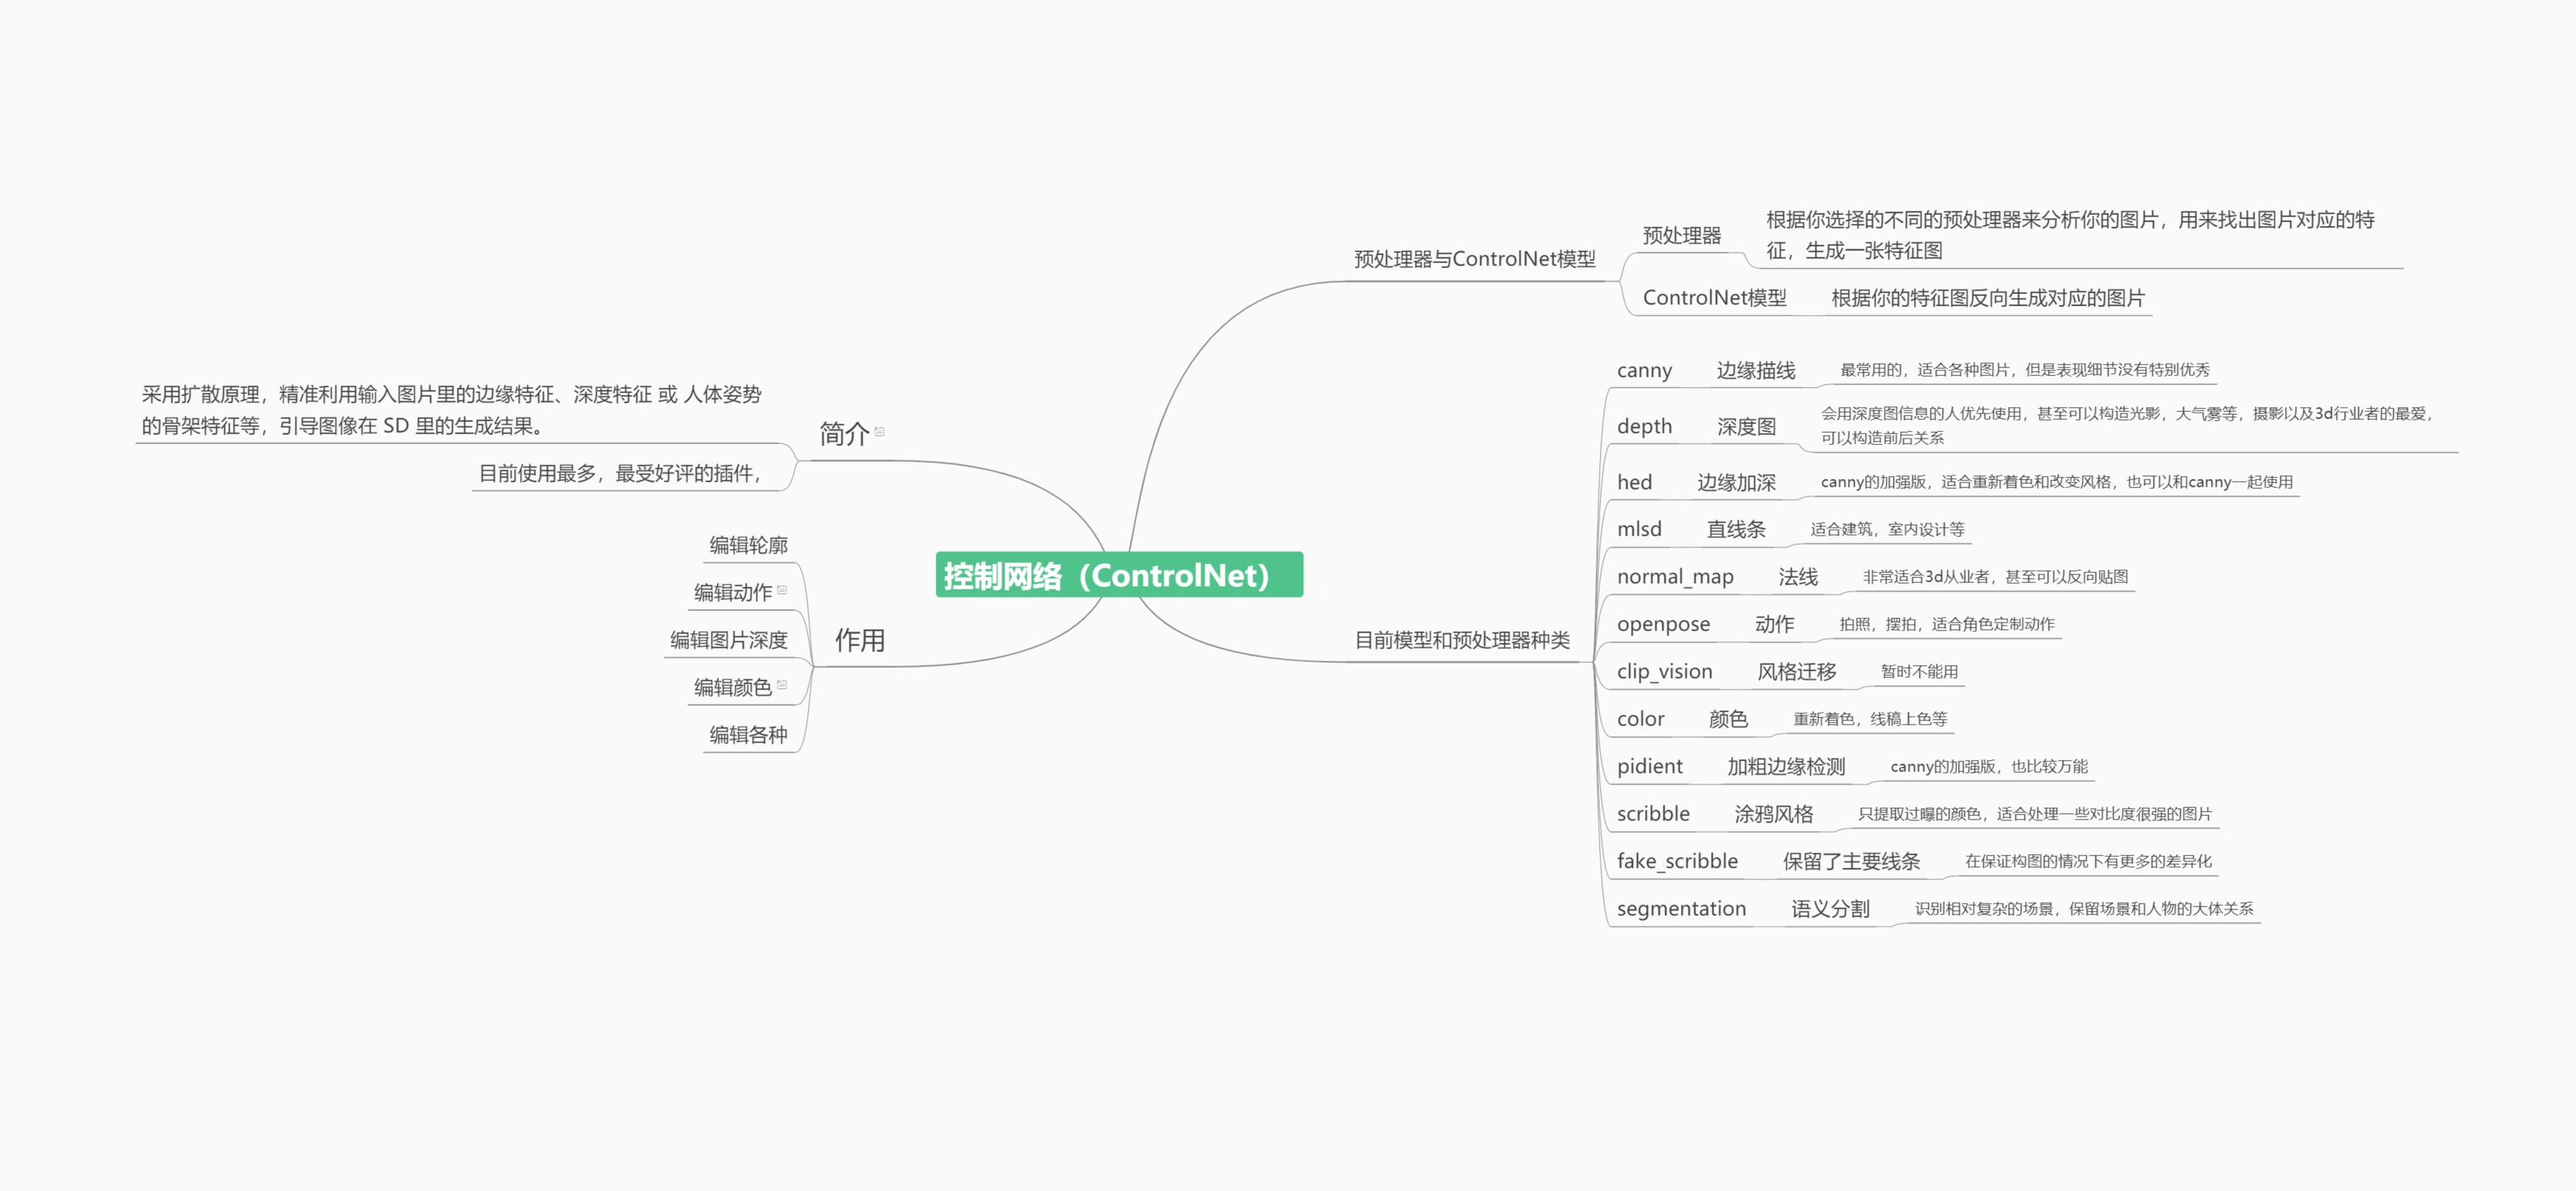 控制网络（ControlNet）
简介
采用扩散原理，精准利用输入图片里的边缘特征、深度特征 或 人体姿势
的骨架特征等，引导图像在 SD 里的生成结果。
目前使用最多，最受好评的插件，
作用
编辑轮廓
编辑动作
编辑图片深度
编辑颜色
编辑各种
预处理器与ControlNet模型
预处理器
根据你选择的不同的预处理器来分析你的图片，用来找出图片对应的特
征，生成一张特征图
ControlNet模型 根据你的特征图反向生成对应的图片
目前模型和预处理器种类
canny 边缘描线 最常用的，适合各种图片，但是表现细节没有特别优秀
depth 深度图 会用深度图信息的人优先使用，甚至可以构造光影，大气雾等，摄影以及3d行业者的最爱，
可以构造前后关系
hed 边缘加深 canny的加强版，适合重新着色和改变风格，也可以和canny一起使用
mlsd 直线条 适合建筑，室内设计等
normal_map 法线 非常适合3d从业者，甚至可以反向贴图
openpose 动作 拍照，摆拍，适合角色定制动作
clip_vision 风格迁移 暂时不能用
color 颜色 重新着色，线稿上色等
pidient 加粗边缘检测 canny的加强版，也比较万能
scribble 涂鸦风格 只提取过曝的颜色，适合处理一些对比度很强的图片
fake_scribble 保留了主要线条 在保证构图的情况下有更多的差异化
segmentation 语义分割 识别相对复杂的场景，保留场景和人物的大体关系